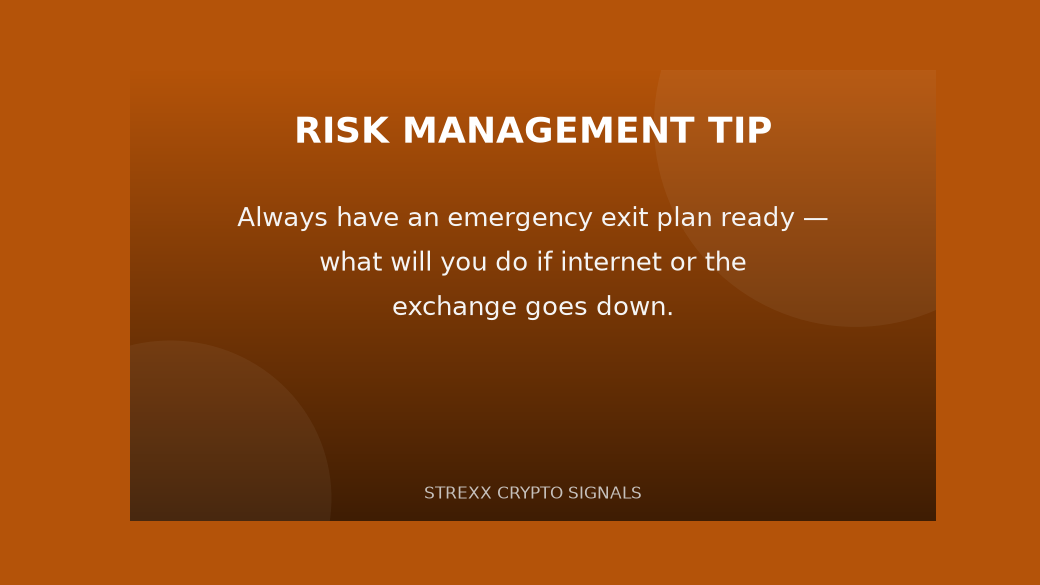 RISK MANAGEMENT TIP
Always have an emergency exit plan ready —
what will you do if internet or the
exchange goes down.
STREXX CRYPTO SIGNALS